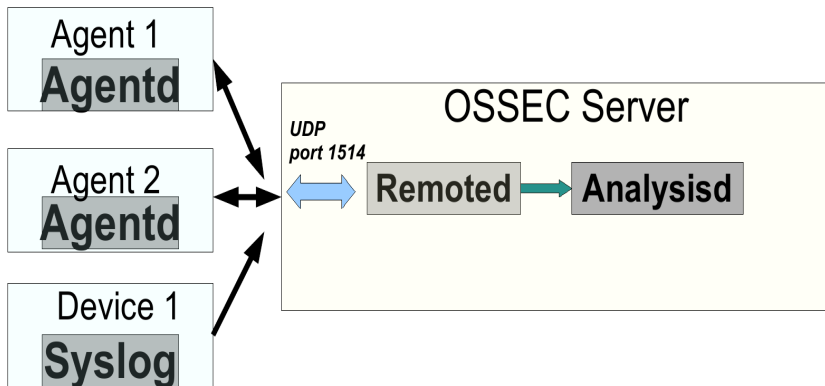 Agent 1
Agentd
Agent 2
Agentd
Device 1
Syslog
OSSEC Server
UDP
port 1514
Remoted
Analysisd